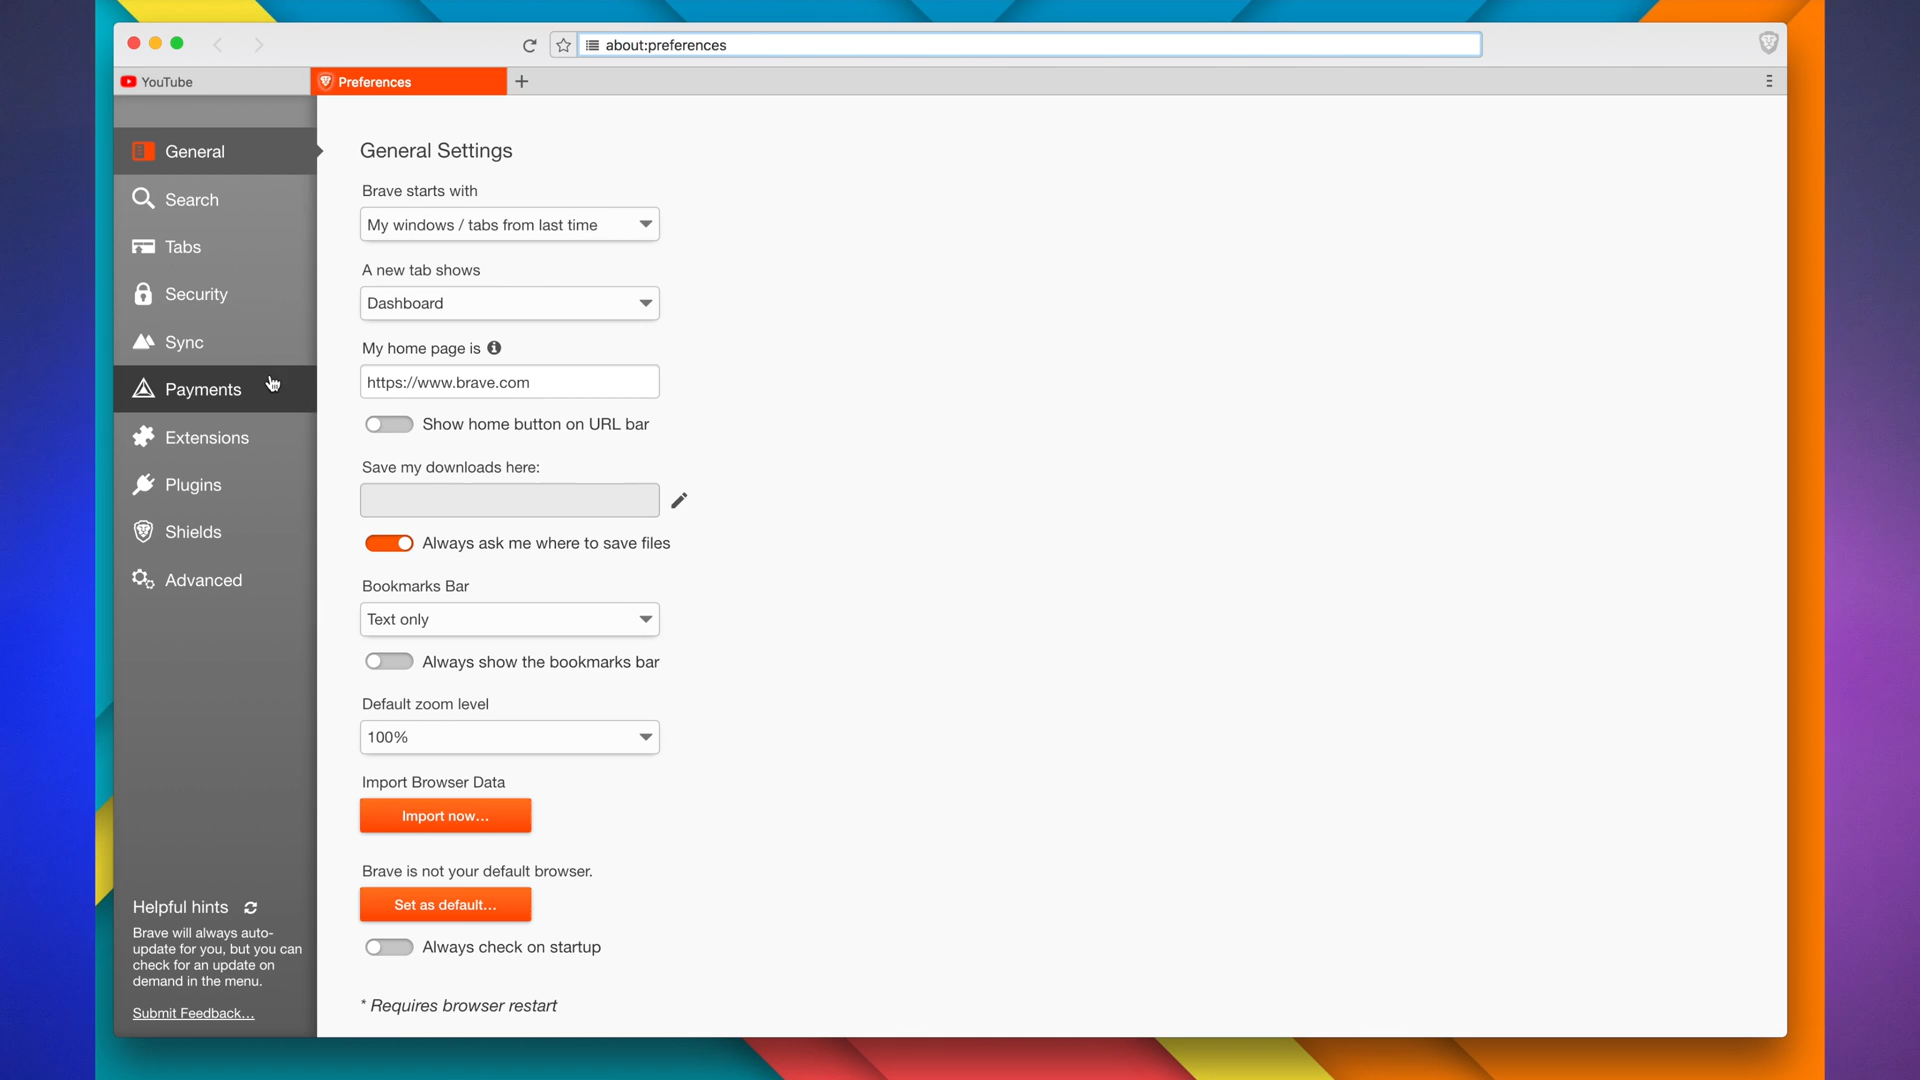 about:preferences
YouTube
Preferences
General
Search
Tabs
Security
Sync
Payments
Extensions
Plugins
Shields
Advanced
Helpful hints
Brave will always auto-
update for you, but you can
check for an update on
demand in the menu.
Submit Feedback...
General Settings
Brave starts with
My windows / tabs from last time
A new tab shows
Dashboard
My home page is
https://www.brave.com
Show home button on URL bar
Save my downloads here:
Always ask me where to save files
Bookmarks Bar
Text only
Always show the bookmarks bar
Default zoom level
100%
Import Browser Data
Import now...
Brave is not your default browser.
Set as default...
Always check on startup
* Requires browser restart